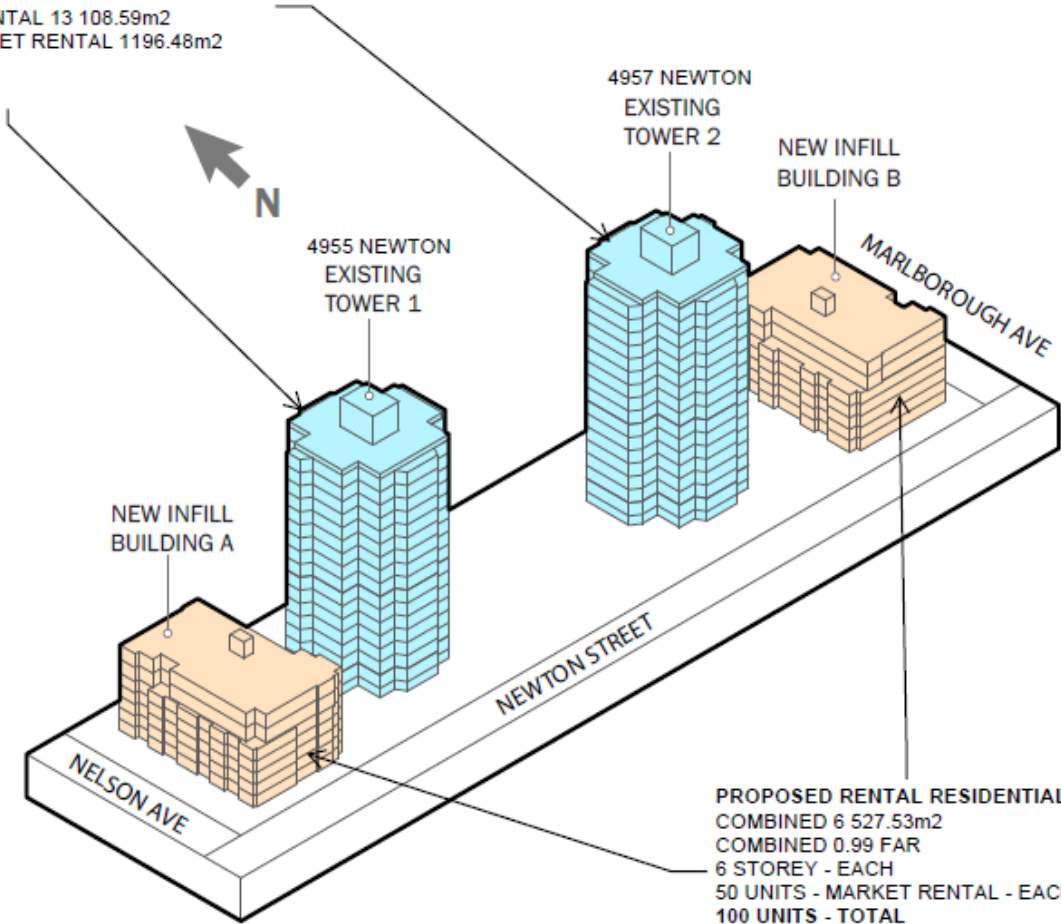 NTAL 13 108.59m2
ET RENTAL 1196.48m2
4957 NEWTON
EXISTING
TOWER 2
NEW INFILL
BUILDING B
N
4955 NEWTON
EXISTING
TOWER 1
MARLBOROUGH AVE
NEW INFILL
BUILDING A
NEWTON STREET
NELSON AVE
PROPOSED RENTAL RESIDENTIAL
COMBINED 6 527.53m2
COMBINED 0.99 FAR
6 STOREY - EACH
50 UNITS - MARKET RENTAL - EACH
100 UNITS - TOTAL